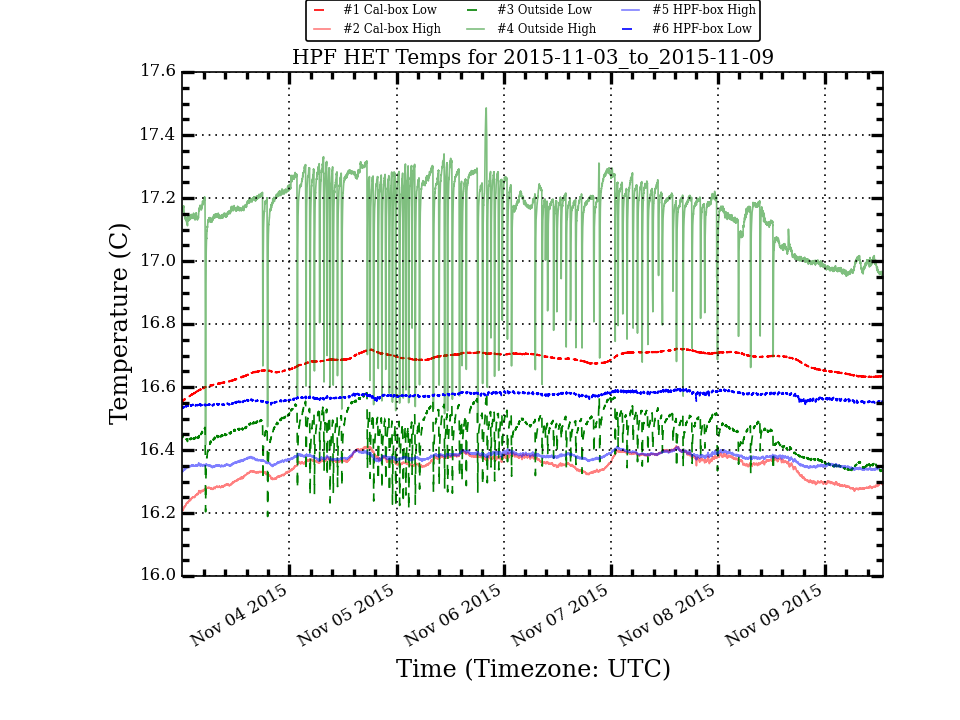 #1 Cal-box Low #3 Outside Low #5 HPF-box High
#2 Cal-box High #4 Outside High #6 HPF-box Low
HPF HET Temps for 2015-11-03_to_2015-11-09
17.6
17.4
17.2
17.0
16.8
16.6
16.4
16.2
16.0
Temperature (C)
Nov 04 2015 Nov 05 2015 Nov 06 2015 Nov 07 2015 Nov 08 2015 Nov 09 2015
Time (Timezone: UTC)